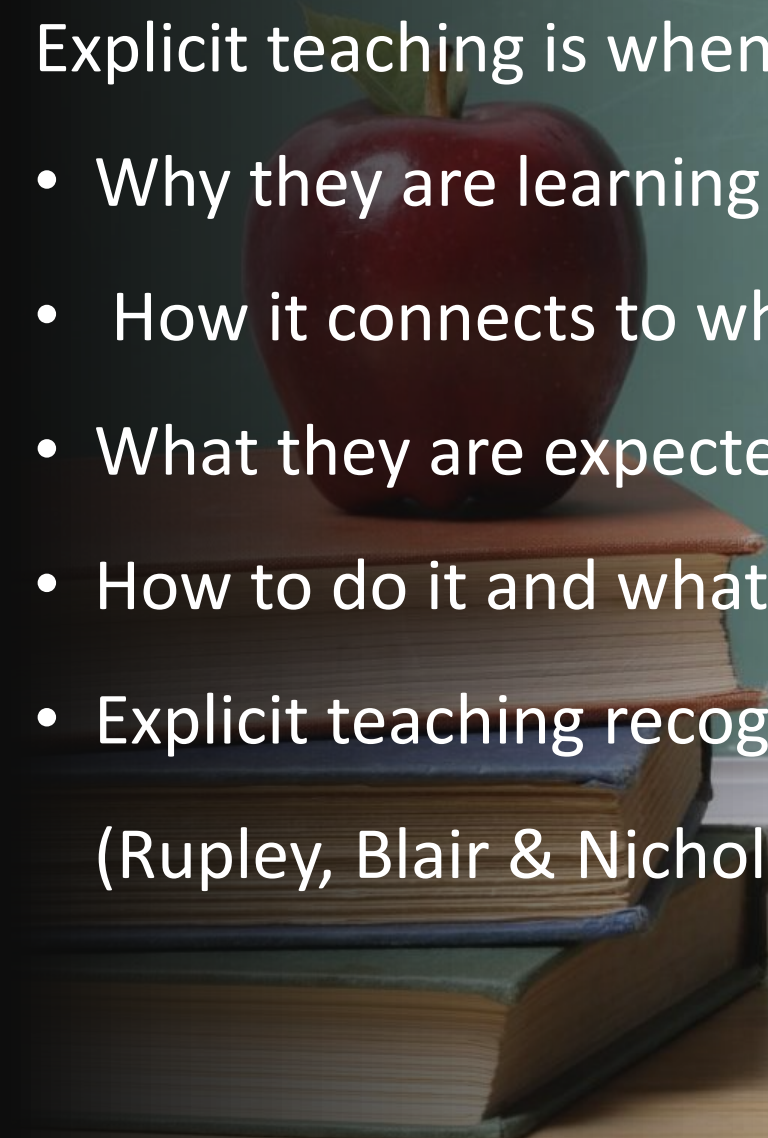 Explicit teaching is when
• Why they are learning
• How it connects to wh
• What they are expecte
• How to do it and what
• Explicit teaching recog
(Rupley, Blair & Nichol